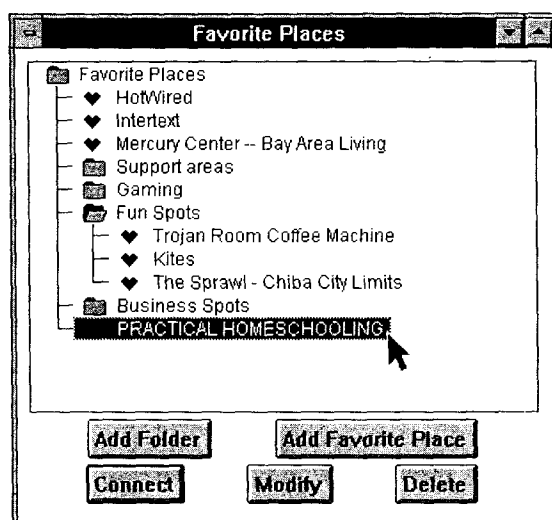 Favorite Places
Favorite Places
HotWired
Intertext
Mercury Center -- Bay Area Living
Support areas
Gaming
Fun Spots
Trojan Room Coffee Machine
Kites
The Sprawl - Chiba City Limits
Business Spots
PRACTICAL HOMESCHOOLING
Add Folder Add Favorite Place
Connect Modify Delete